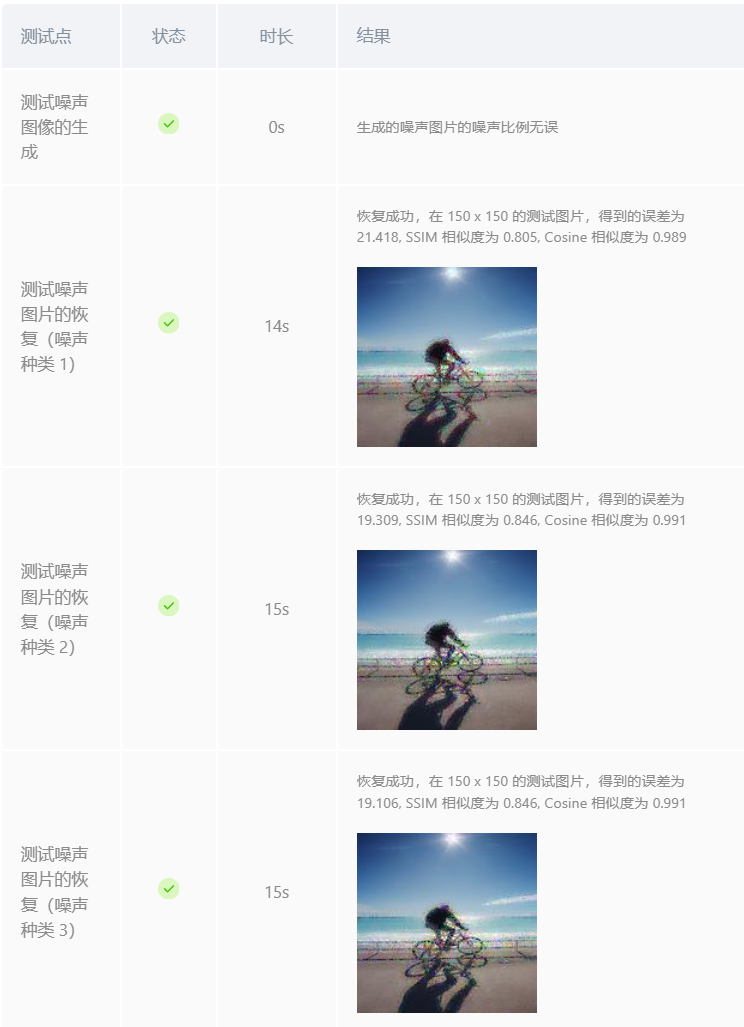 测试点 状态 时长 结果
测试噪声
图像的生
成
0s
生成的噪声图片的噪声比例无误
测试噪声
图片的恢
复（噪声
种类 1）
14s
恢复成功，在 150 x 150 的测试图片，得到的误差为
21.418, SSIM 相似度为 0.805, Cosine 相似度为 0.989
测试噪声
图片的恢
复（噪声
种类 2）
15s
恢复成功，在 150 x 150 的测试图片，得到的误差为
19.309, SSIM 相似度为 0.846, Cosine 相似度为 0.991
测试噪声
图片的恢
复（噪声
种类 3）
15s
恢复成功，在 150 x 150 的测试图片，得到的误差为
19.106, SSIM 相似度为 0.846, Cosine 相似度为 0.991